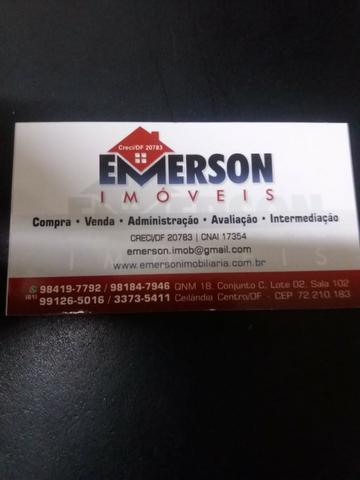 Creci/DF 20783
EMERSON
IMÓVEIS
Compra • Venda • Administração • Avaliação • Intermediação
CRECI/DF 20783 | CNAI 17354
emerson.imob@gmail.com
www.emersonimobiliaria.com.br
(61) 98419-7792 / 98184-7946
99126-5016 / 3373-5411
QNM 18, Conjunto C, Lote 02, Sala 102
Ceilândia Centro/DF - CEP 72.210.183